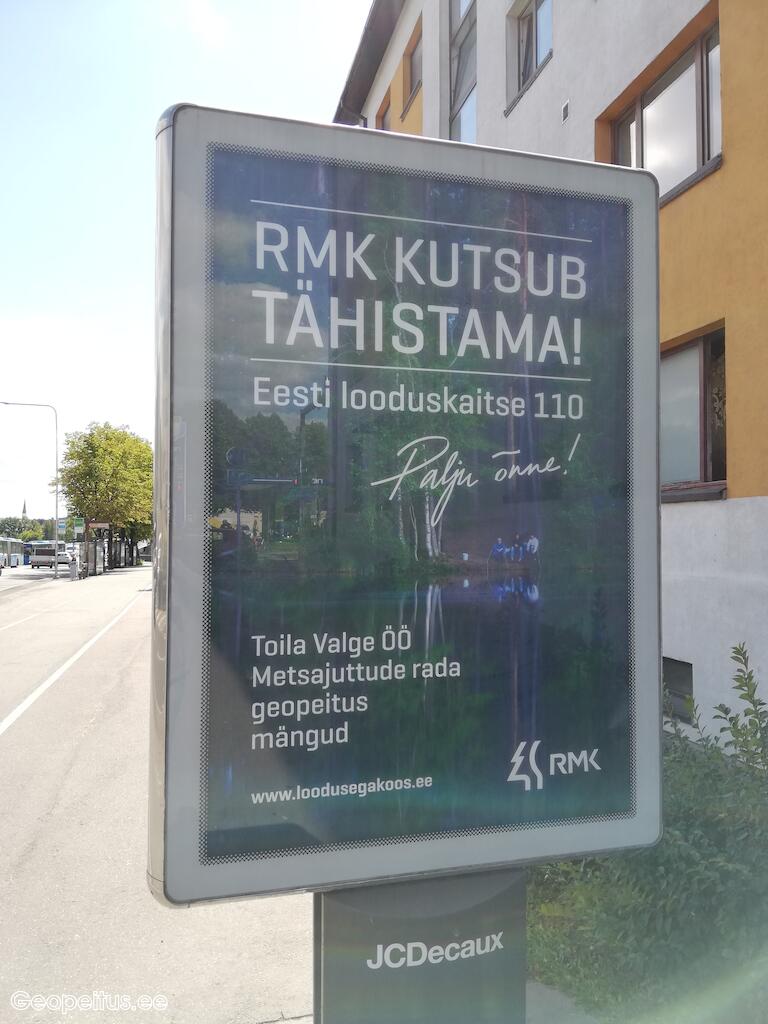 RMK KUTSUB
TÄHISTAMA!
Eesti looduskaitse 110
Palju õnne!
Toila Valge ÖÖ
Metsajuttude rada
geopeitus
mängud
www.loodusegakoos.ee
RMK
JCDecaux
Geopeitus.ee